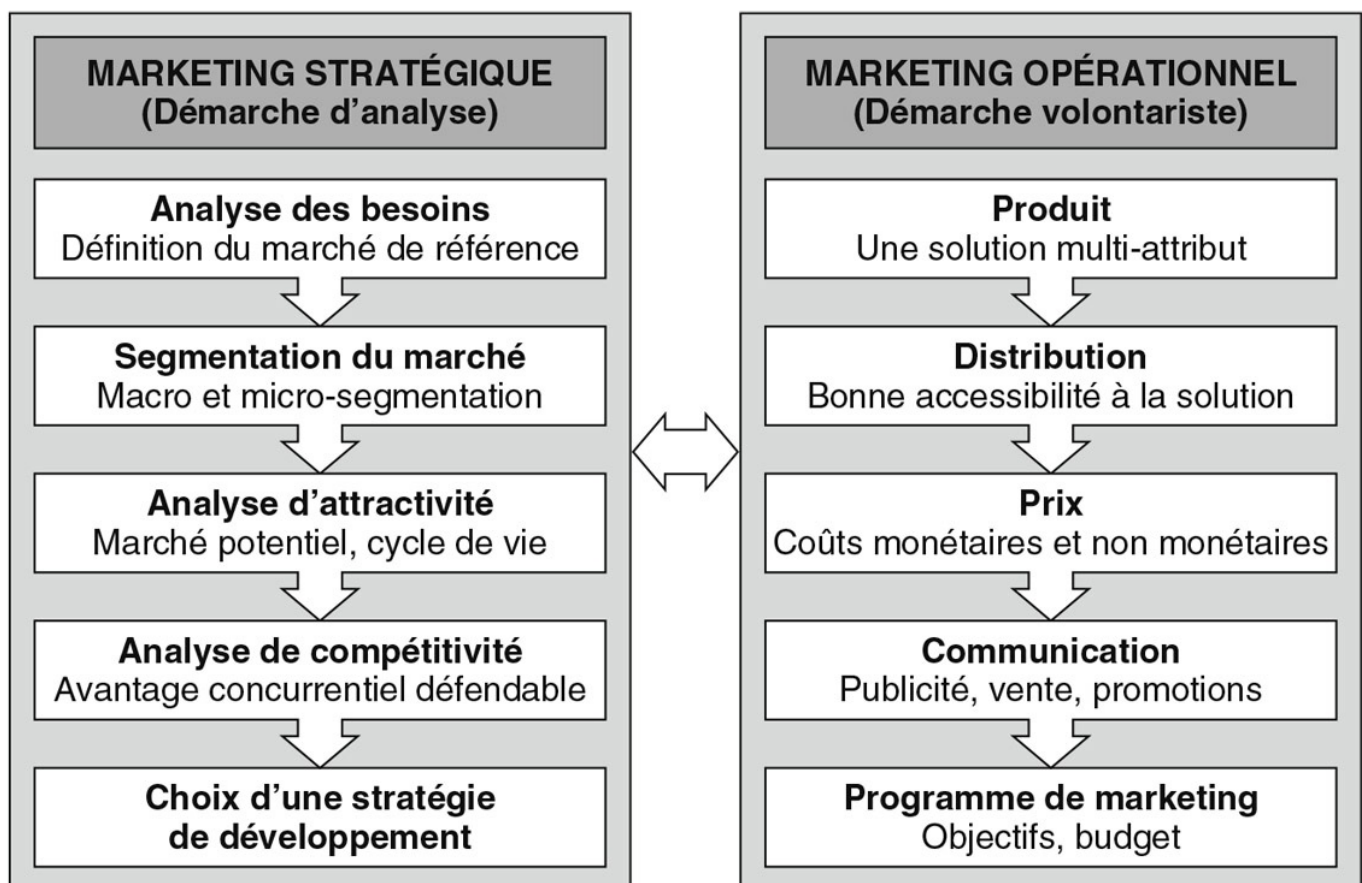 MARKETING STRATÉGIQUE
(Démarche d’analyse)
Analyse des besoins
Définition du marché de référence
Segmentation du marché
Macro et micro-segmentation
Analyse d’attractivité
Marché potentiel, cycle de vie
Analyse de compétitivité
Avantage concurrentiel défendable
Choix d’une stratégie
de développement
MARKETING OPÉRATIONNEL
(Démarche volontariste)
Produit
Une solution multi-attribut
Distribution
Bonne accessibilité à la solution
Prix
Coûts monétaires et non monétaires
Communication
Publicité, vente, promotions
Programme de marketing
Objectifs, budget